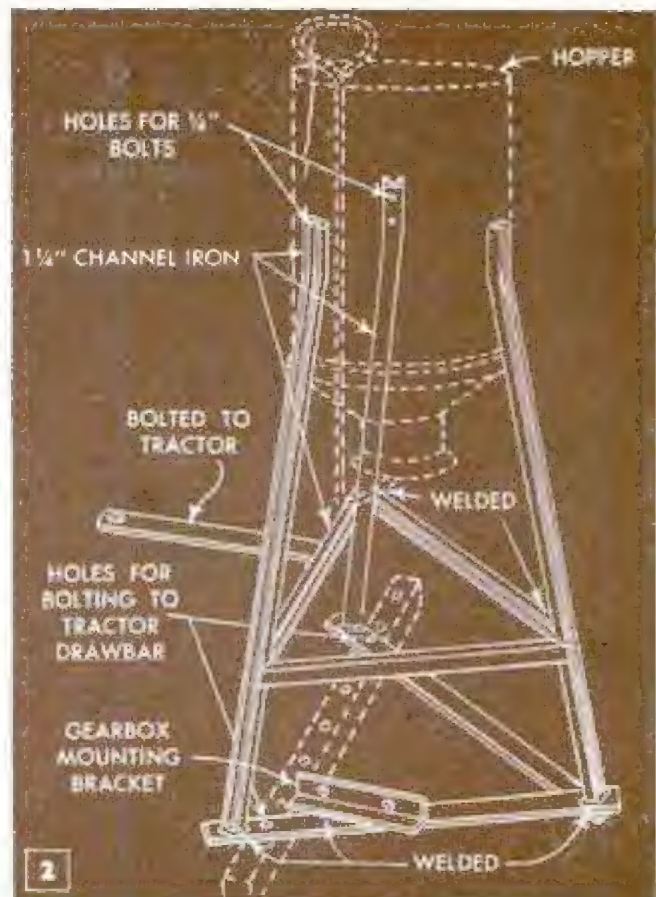 HOPPER
HOLES FOR ½"
BOLTS
1¼" CHANNEL IRON
BOLTED TO
TRACTOR
WELDED
HOLES FOR
BOLTING TO
TRACTOR
DRAWBAR
GEARBOX
MOUNTING
BRACKET
WELDED
2